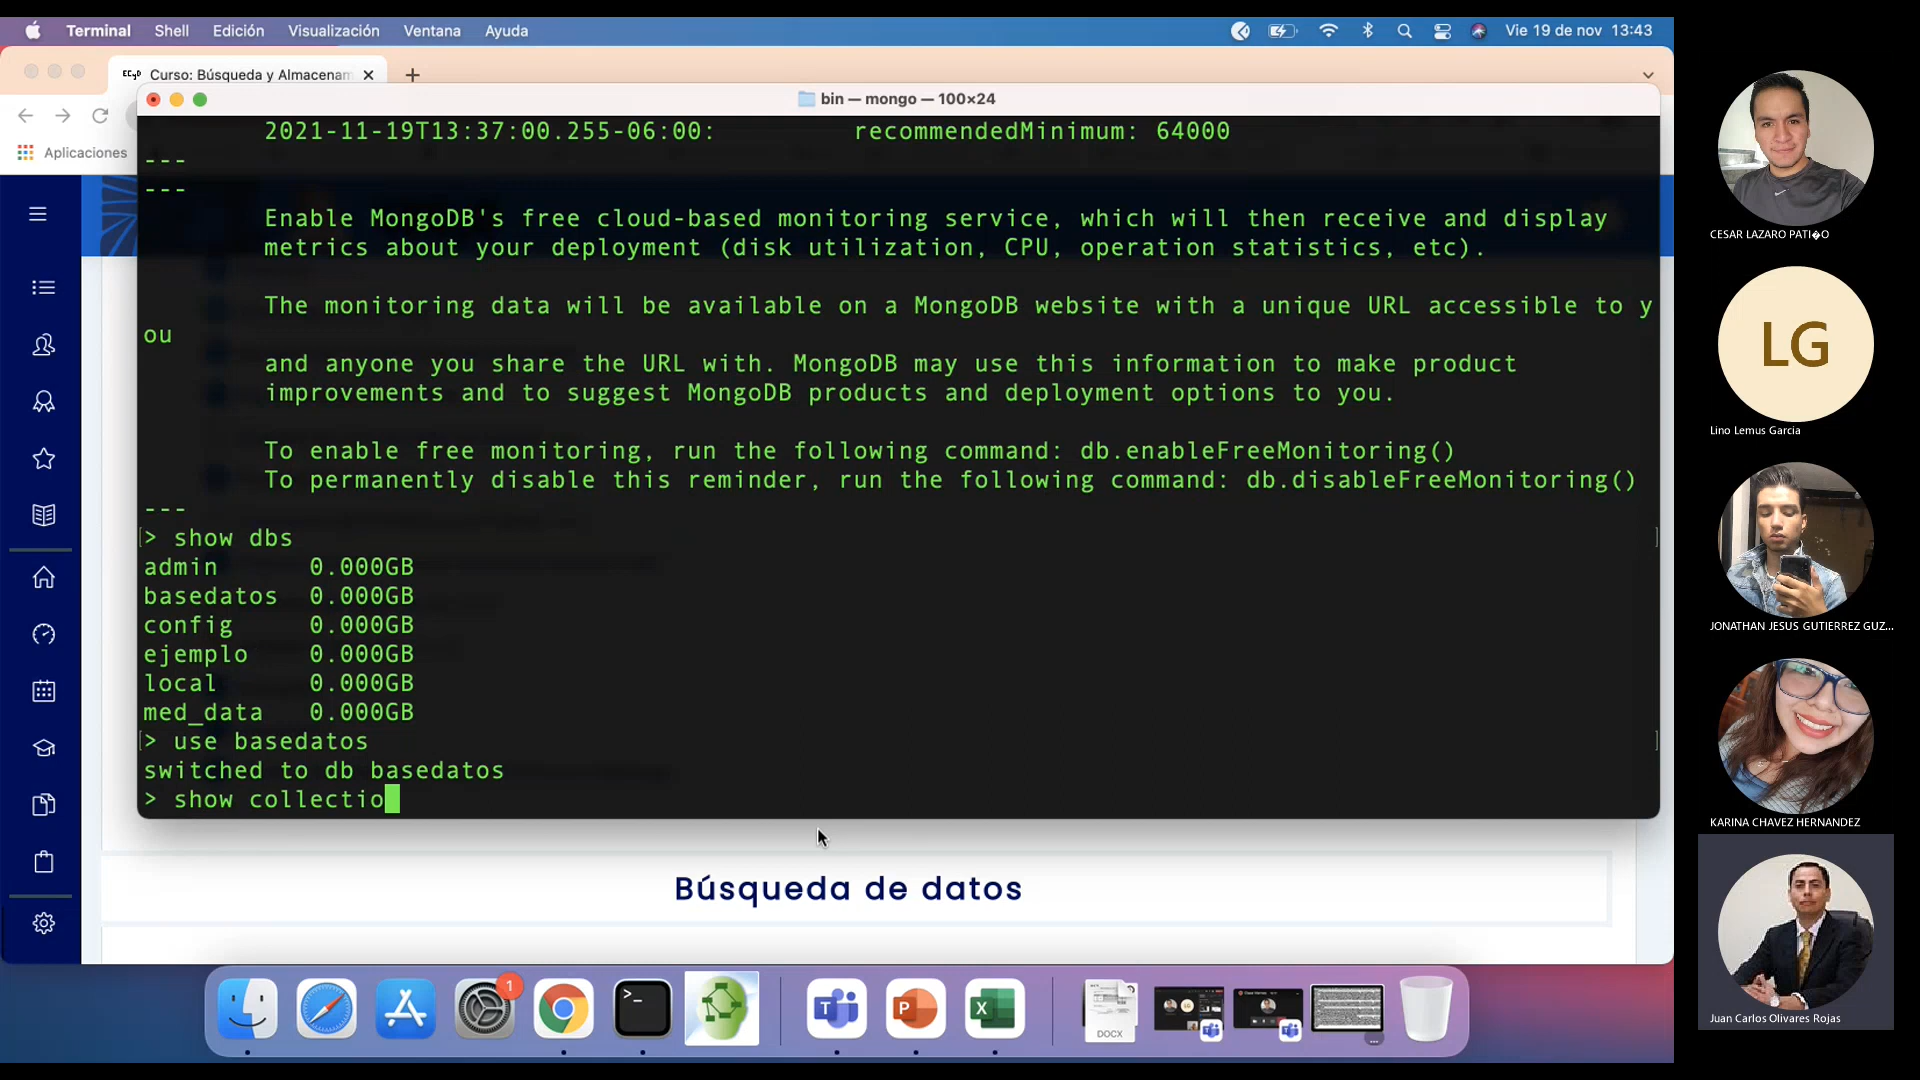 Terminal Shell Edición Visualización Ventana Ayuda
Vie 19 de nov 13:43
ECyD Curso: Búsqueda y Almacenam
Aplicaciones
bin — mongo — 100×24
2021-11-19T13:37:00.255-06:00: recommendedMinimum: 64000
---
---
Enable MongoDB's free cloud-based monitoring service, which will then receive and display
metrics about your deployment (disk utilization, CPU, operation statistics, etc).
The monitoring data will be available on a MongoDB website with a unique URL accessible to y
ou
and anyone you share the URL with. MongoDB may use this information to make product
improvements and to suggest MongoDB products and deployment options to you.
To enable free monitoring, run the following command: db.enableFreeMonitoring()
To permanently disable this reminder, run the following command: db.disableFreeMonitoring()
---
[> show dbs ]
admin 0.000GB
basedatos 0.000GB
config 0.000GB
ejemplo 0.000GB
local 0.000GB
med_data 0.000GB
[> use basedatos ]
switched to db basedatos
> show collectio
Búsqueda de datos
1
DOCX
CESAR LAZARO PATI�O
LG
Lino Lemus Garcia
JONATHAN JESUS GUTIERREZ GUZ...
KARINA CHAVEZ HERNANDEZ
Juan Carlos Olivares Rojas